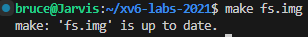 bruce@Jarvis:~/xv6-labs-2021$ make fs.img
make: 'fs.img' is up to date.